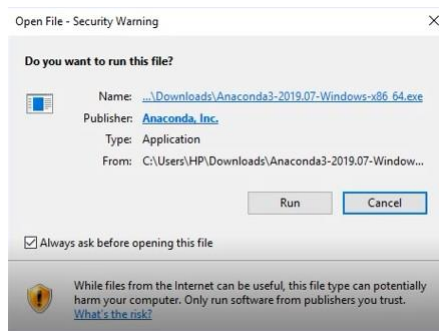 Open File - Security Warning
Do you want to run this file?
Name: ...\Downloads\Anaconda3-2019.07-Windows-x86_64.exe
Publisher: Anaconda, Inc.
Type: Application
From: C:\Users\HP\Downloads\Anaconda3-2019.07-Window...
Run Cancel
Always ask before opening this file
While files from the Internet can be useful, this file type can potentially
harm your computer. Only run software from publishers you trust.
What's the risk?